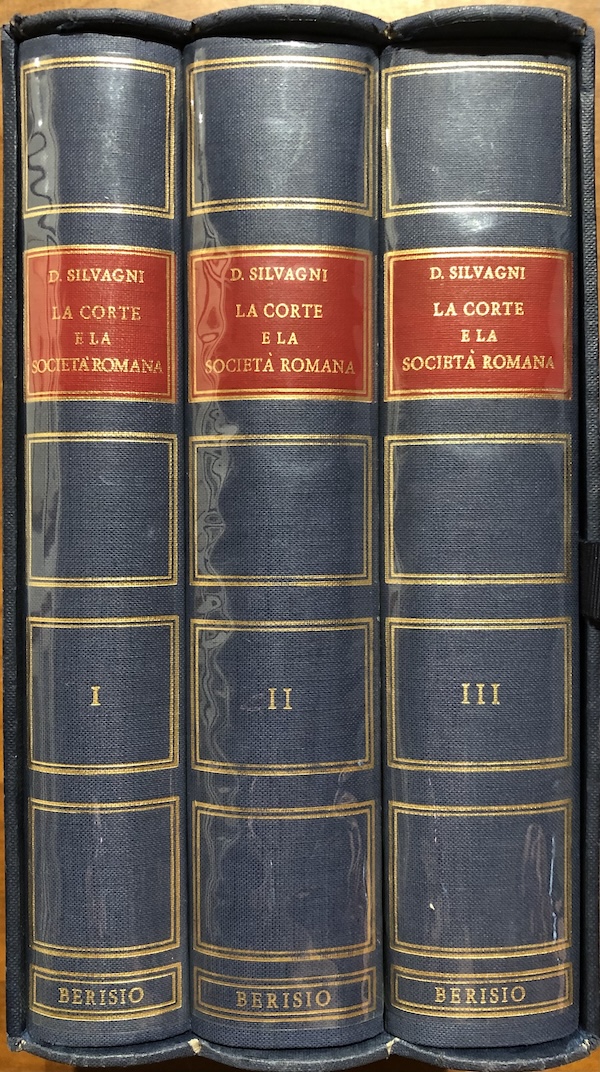 D. SILVAGNI
LA CORTE
E LA
SOCIETÀ ROMANA
I
BERISIO
D. SILVAGNI
LA CORTE
E LA
SOCIETÀ ROMANA
II
BERISIO
D. SILVAGNI
LA CORTE
E LA
SOCIETÀ ROMANA
III
BERISIO